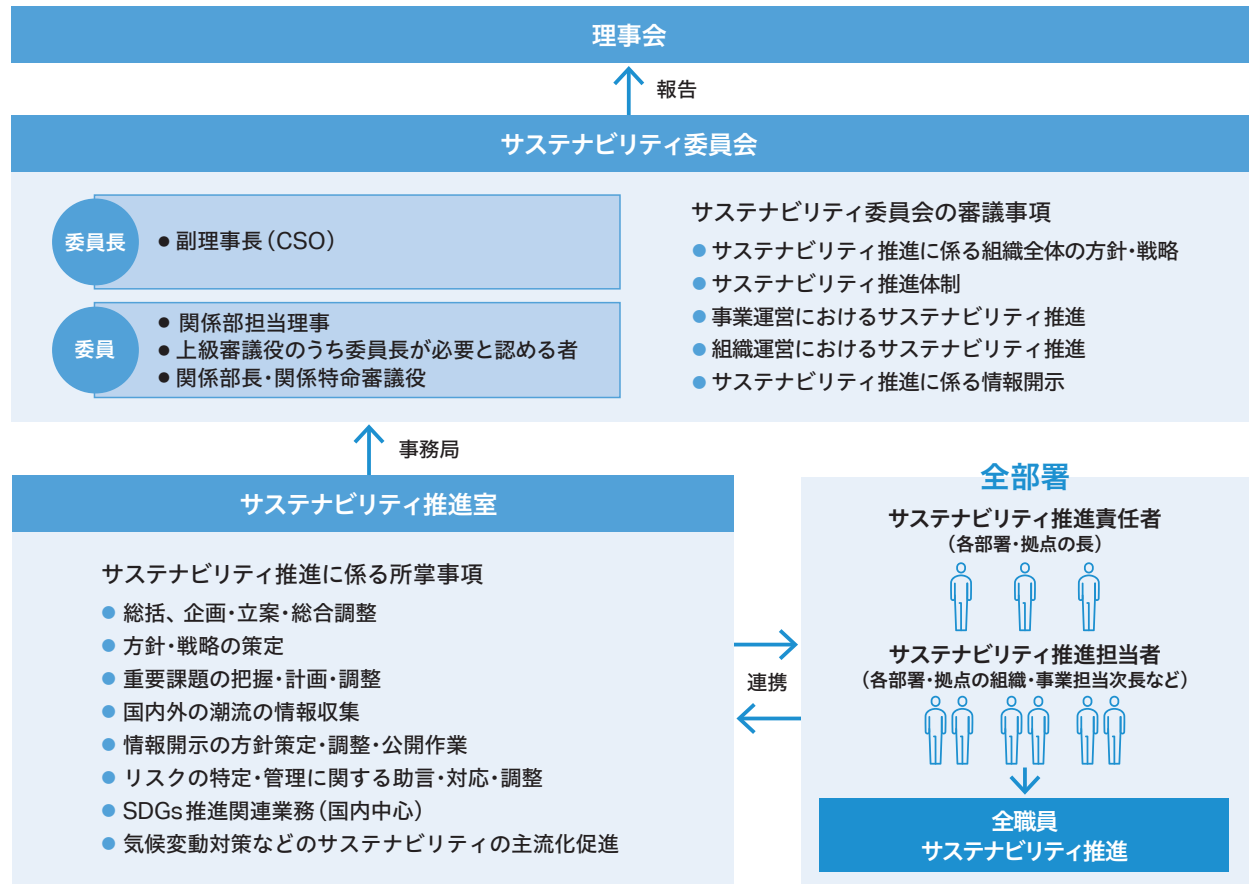 理事会
報告
サステナビリティ委員会
委員長
● 副理事長（CSO）
委員
● 関係部担当理事
● 上級審議役のうち委員長が必要と認める者
● 関係部長・関係特命審議役
サステナビリティ委員会の審議事項
● サステナビリティ推進に係る組織全体の方針・戦略
● サステナビリティ推進体制
● 事業運営におけるサステナビリティ推進
● 組織運営におけるサステナビリティ推進
● サステナビリティ推進に係る情報開示
事務局
サステナビリティ推進室
サステナビリティ推進に係る所掌事項
● 総括、企画・立案・総合調整
● 方針・戦略の策定
● 重要課題の把握・計画・調整
● 国内外の潮流の情報収集
● 情報開示の方針策定・調整・公開作業
● リスクの特定・管理に関する助言・対応・調整
● SDGs推進関連業務（国内中心）
● 気候変動対策などのサステナビリティの主流化促進
連携
全部署
サステナビリティ推進責任者
（各部署・拠点の長）
サステナビリティ推進担当者
（各部署・拠点の組織・事業担当次長など）
全職員
サステナビリティ推進